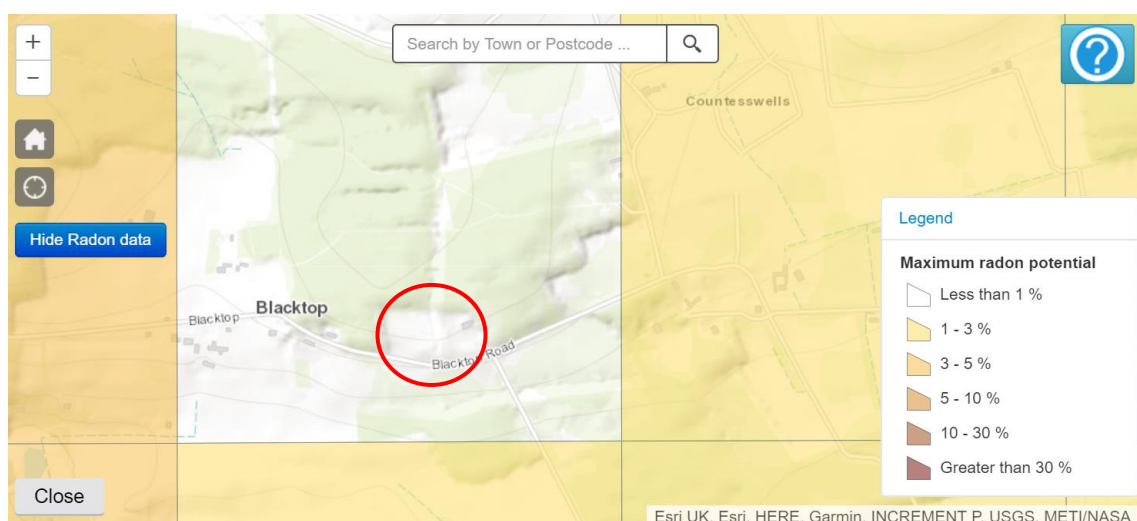 +
Search by Town or Postcode ...
?
−
Countesswells
Hide Radon data
Legend
Maximum radon potential
Less than 1 %
1 - 3 %
3 - 5 %
5 - 10 %
10 - 30 %
Greater than 30 %
Blacktop
Blacktop
Blacktop Road
Close
Esri UK, Esri, HERE, Garmin, INCREMENT P, USGS, METI/NASA